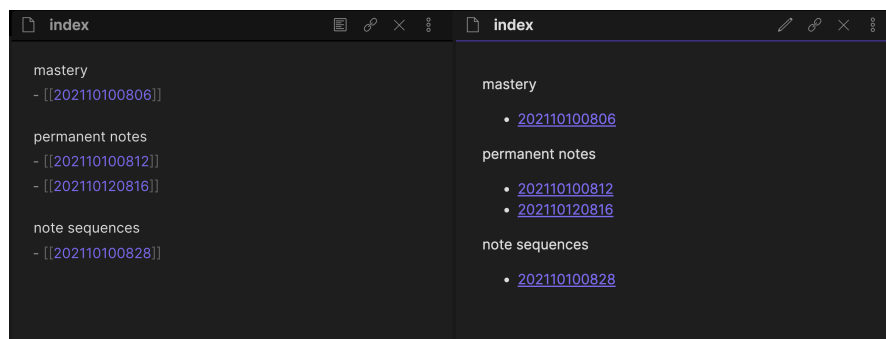 index
mastery
- [[202110100806]]
permanent notes
- [[202110100812]]
- [[202110120816]]
note sequences
- [[202110100828]]
index
mastery
• 202110100806
permanent notes
• 202110100812
• 202110120816
note sequences
• 202110100828